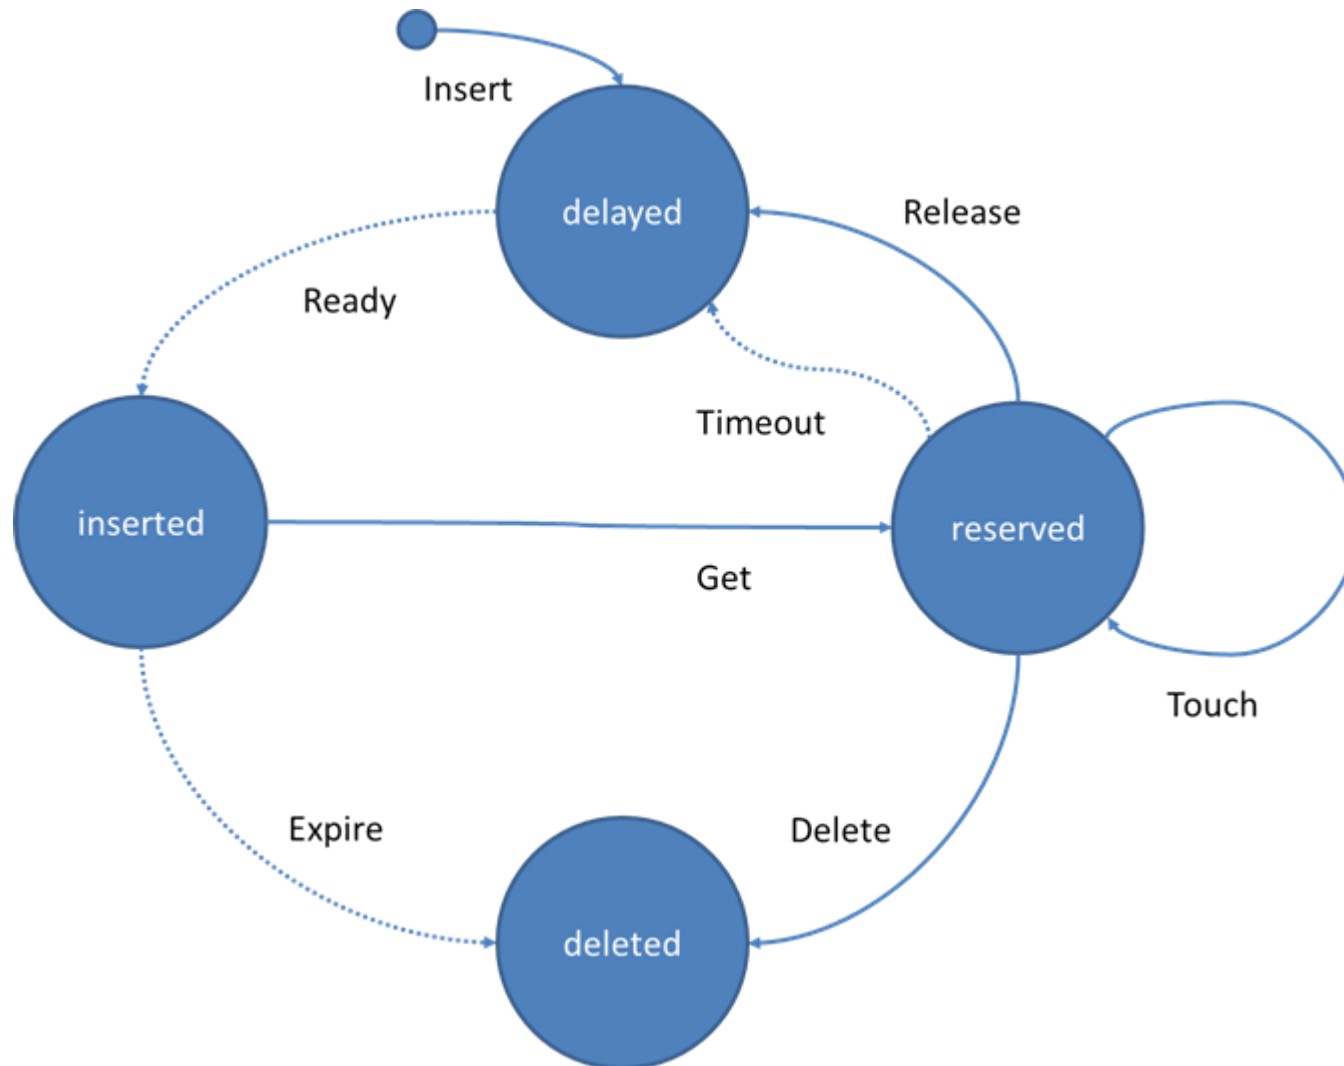 Insert
delayed
Release
Ready
Timeout
inserted
reserved
Get
Touch
Expire
Delete
deleted